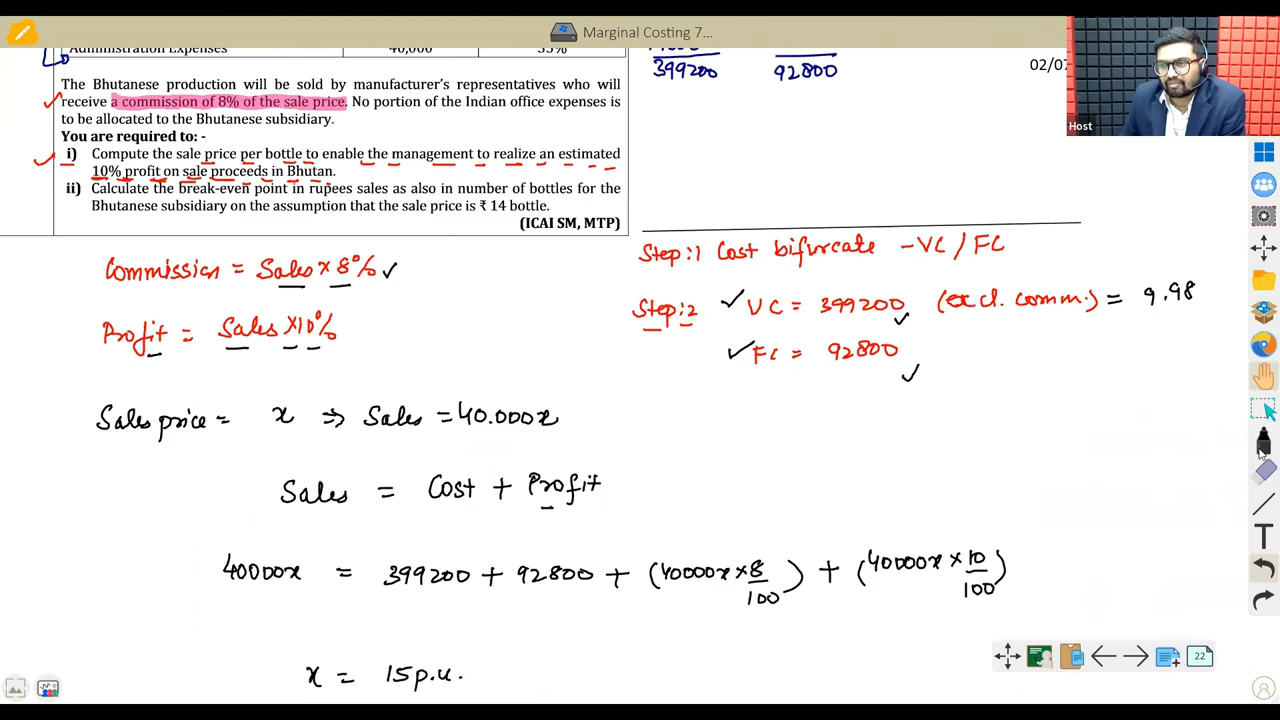 Marginal Costing 7...
Administration Expenses 40,000 35%
399200 92800
02/0
The Bhutanese production will be sold by manufacturer's representatives who will
receive a commission of 8% of the sale price. No portion of the Indian office expenses is
to be allocated to the Bhutanese subsidiary.
You are required to: -
i) Compute the sale price per bottle to enable the management to realize an estimated
10% profit on sale proceeds in Bhutan.
ii) Calculate the break-even point in rupees sales as also in number of bottles for the
Bhutanese subsidiary on the assumption that the sale price is ₹ 14 bottle.
(ICAI SM, MTP)
Host
Step:1 Cost bifurcate - VC / FC
Commission = Sales x 8%
Step:2 VC = 399200 (excl. comm.) = 9.98
Profit = Sales x 10%
FC = 92800
Sales price = x ⇒ Sales = 40.000x
Sales = Cost + Profit
40000x = 399200 + 92800 + (40000x x 8/100) + (40000x x 10/100)
x = 15 p.u.
22